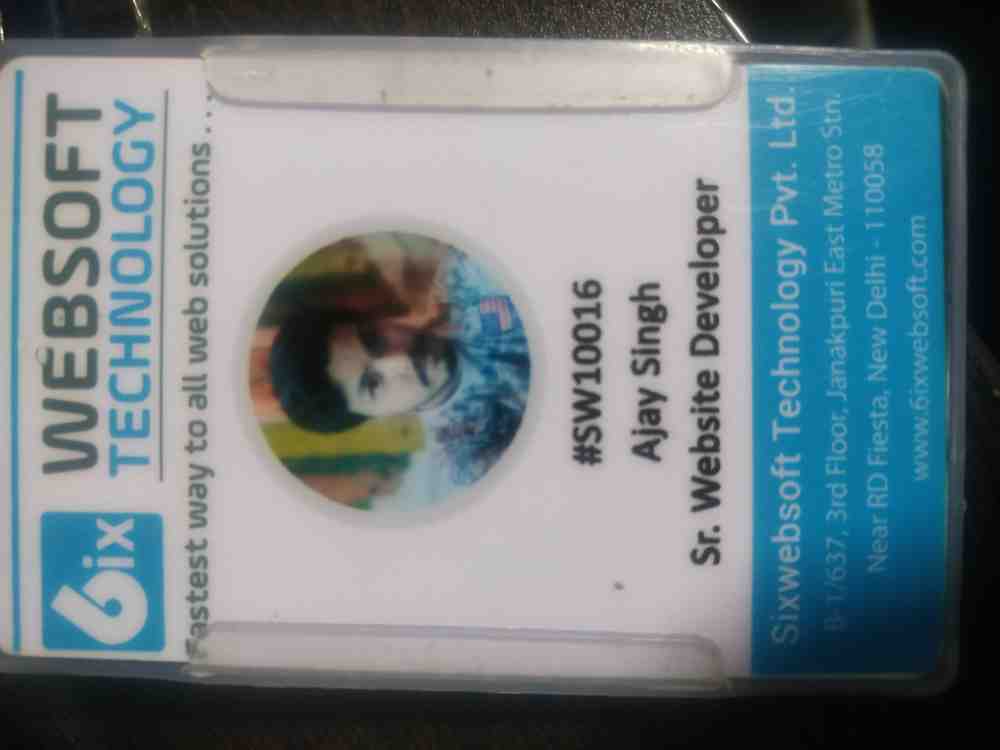 6ix
WEBSOFT
TECHNOLOGY
Fastest way to all web solutions....
#SW10016
Ajay Singh
Sr. Website Developer
Sixwebsoft Technology Pvt. Ltd.
B-1/637, 3rd Floor, Janakpuri East Metro Stn.
Near RD Fiesta, New Delhi - 110058
www.6ixwebsoft.com